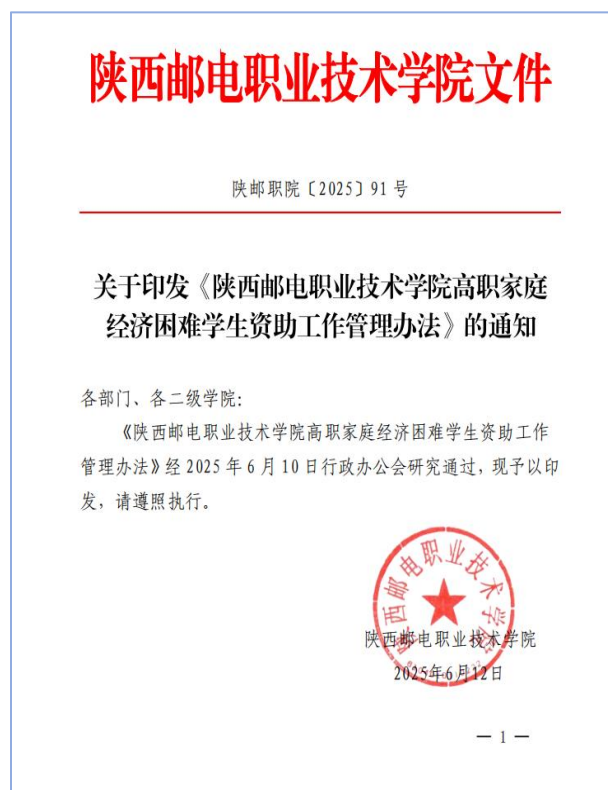 陕西邮电职业技术学院文件
陕邮职院〔2025〕91号
关于印发《陕西邮电职业技术学院高职家庭
经济困难学生资助工作管理办法》的通知
各部门、各二级学院：
《陕西邮电职业技术学院高职家庭经济困难学生资助工作
管理办法》经2025年6月10日行政办公会研究通过，现予以印
发，请遵照执行。
陕西邮电职业技术学院
陕西邮电职业技术学院
2025年6月12日
— 1 —